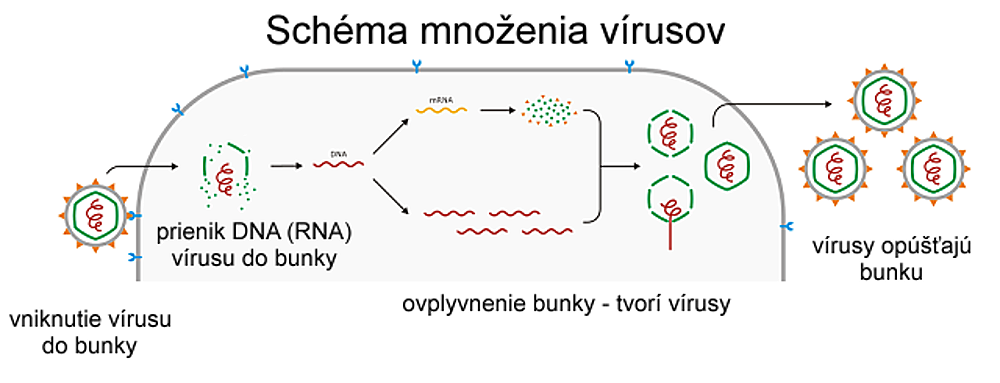 Schéma množenia vírusov
mRNA
DNA
prienik DNA (RNA)
vírusu do bunky
vírusy opúšťajú
bunku
ovplyvnenie bunky - tvorí vírusy
vniknutie vírusu
do bunky